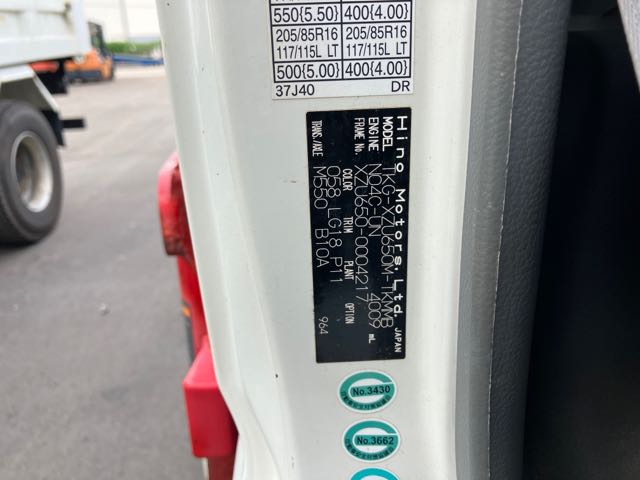 550{5.50} 400{4.00}
205/85R16 205/85R16
117/115L LT 117/115L LT
500{5.00} 400{4.00}
37J40 DR
Hino Motors, Ltd. JAPAN
MODEL TKG-XZU650M-TKMMB
ENGINE N04C-UN 4009 mL
FRAME No. XZU650-0004217
COLOR TRIM PLANT OPTION
058 LG18 P11
TRANS/AXLE M550 B10A 964
No.3430
No.3662